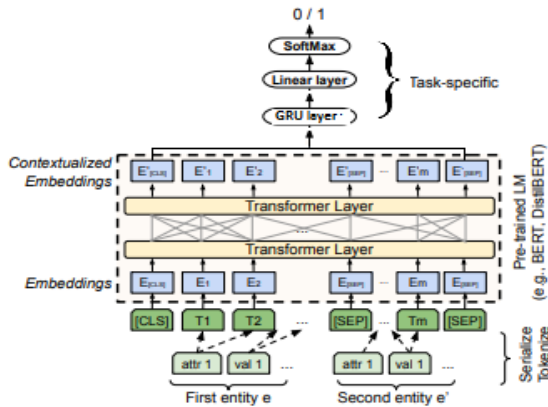 0 / 1
SoftMax
Linear layer
GRU layer
Task-specific
Contextualized
Embeddings
E'[CLS] E'1 E'2 E'[SEP] ... E'm E'[SEP]
Transformer Layer
...
Transformer Layer
Embeddings
E[CLS] E1 E2 E[SEP] ... Em E[SEP]
[CLS] T1 T2 ... [SEP] ... Tm [SEP]
attr 1 val 1 ... attr 1 val 1 ...
First entity e Second entity e'
Pre-trained LM
(e.g., BERT, DistilBERT)
Serialize
Tokenize